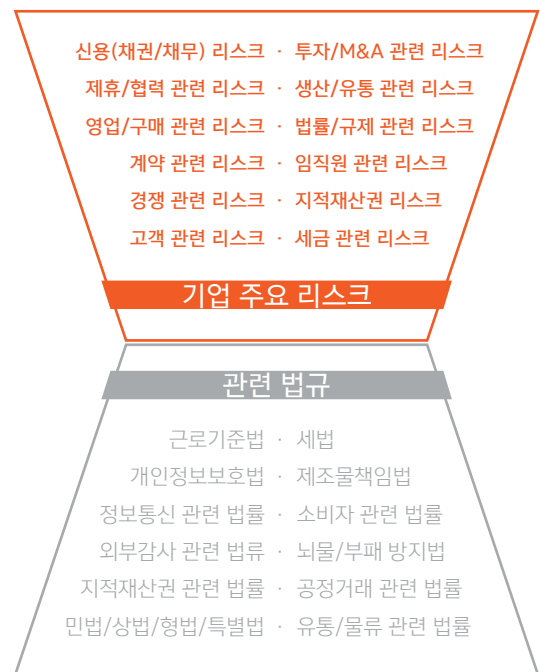 신용(채권/채무) 리스크 · 투자/M&A 관련 리스크
제휴/협력 관련 리스크 · 생산/유통 관련 리스크
영업/구매 관련 리스크 · 법률/규제 관련 리스크
계약 관련 리스크 · 임직원 관련 리스크
경쟁 관련 리스크 · 지적재산권 리스크
고객 관련 리스크 · 세금 관련 리스크
기업 주요 리스크
관련 법규
근로기준법 · 세법
개인정보보호법 · 제조물책임법
정보통신 관련 법률 · 소비자 관련 법률
외부감사 관련 법류 · 뇌물/부패 방지법
지적재산권 관련 법률 · 공정거래 관련 법률
민법/상법/형법/특별법 · 유통/물류 관련 법률